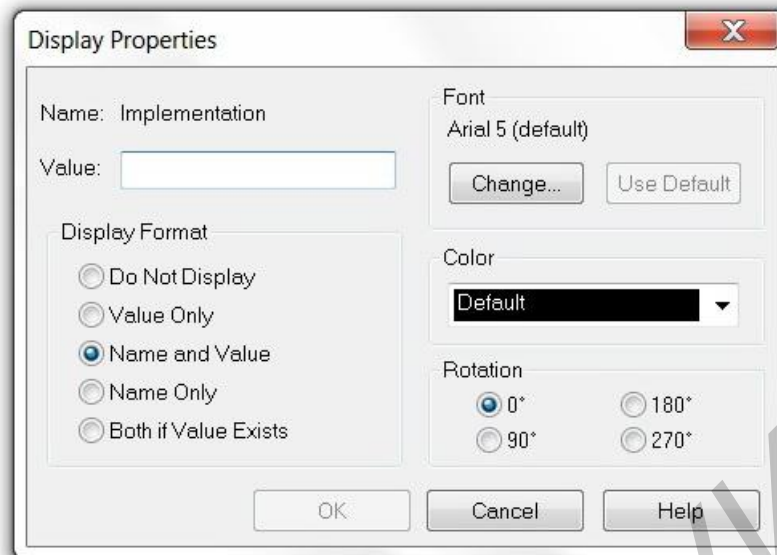 Display Properties
Name: Implementation
Value:
Display Format
Do Not Display
Value Only
Name and Value
Name Only
Both if Value Exists
Font
Arial 5 (default)
Change...
Use Default
Color
Default
Rotation
0°
180°
90°
270°
OK
Cancel
Help